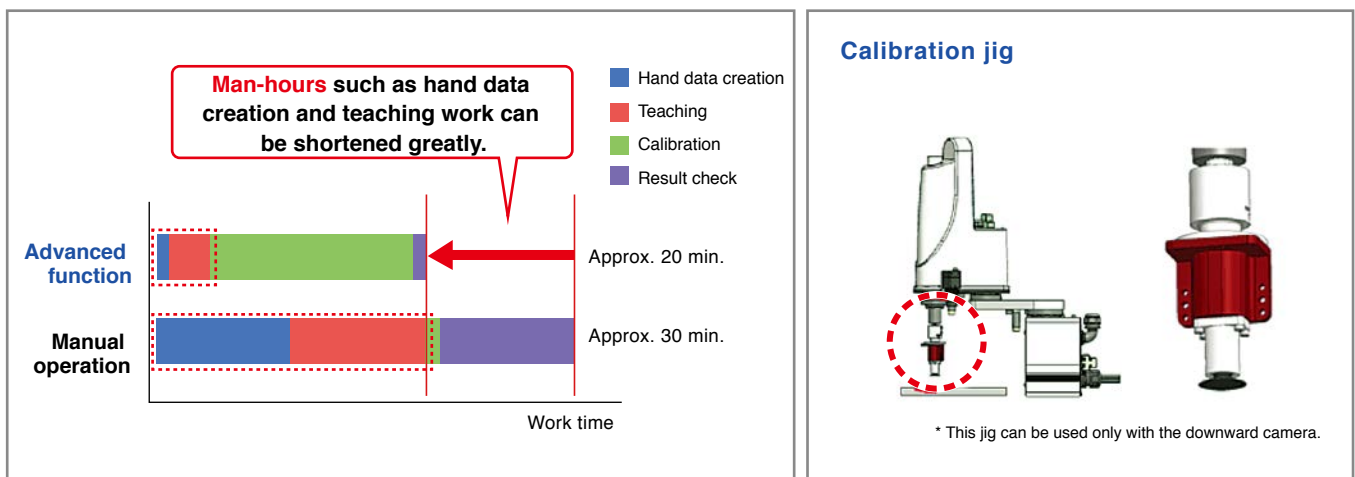 Man-hours such as hand data
creation and teaching work can
be shortened greatly.
Hand data creation
Teaching
Calibration
Result check
Advanced
function
Approx. 20 min.
Manual
operation
Approx. 30 min.
Work time
Calibration jig
* This jig can be used only with the downward camera.